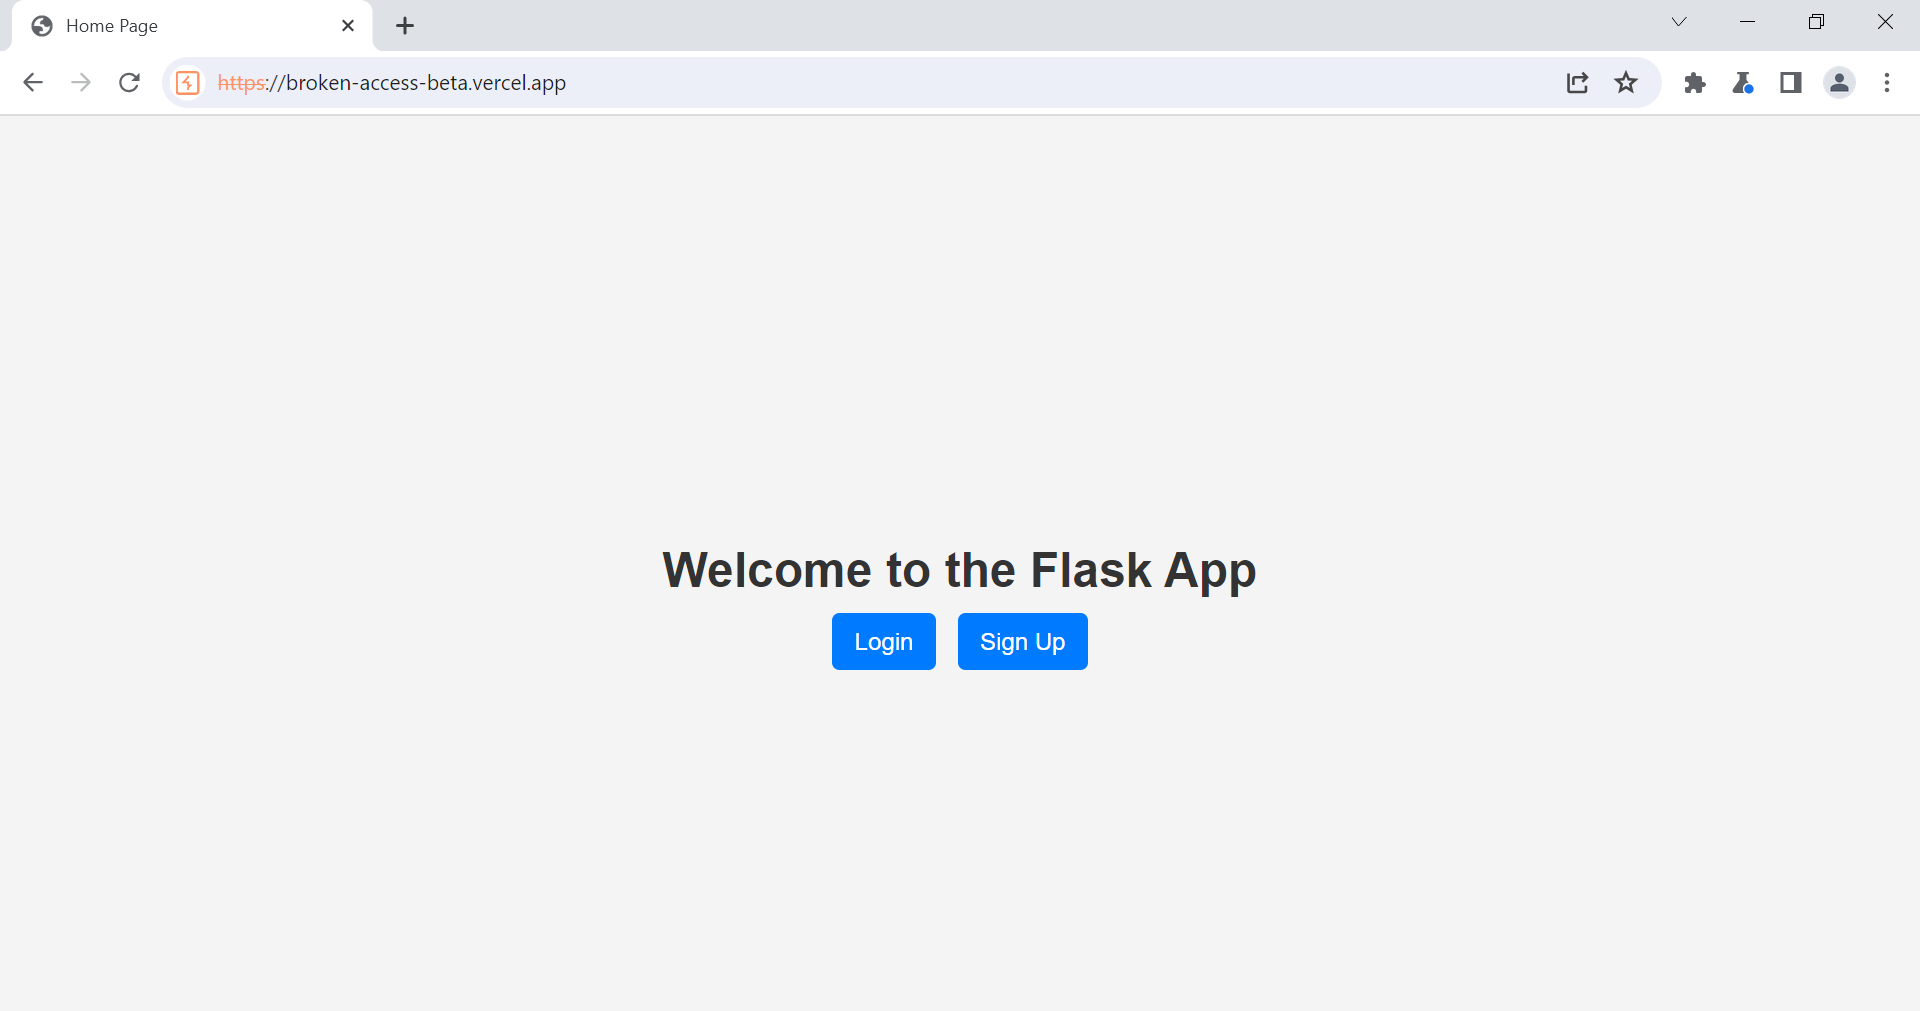 Home Page
https://broken-access-beta.vercel.app
Welcome to the Flask App
Login
Sign Up